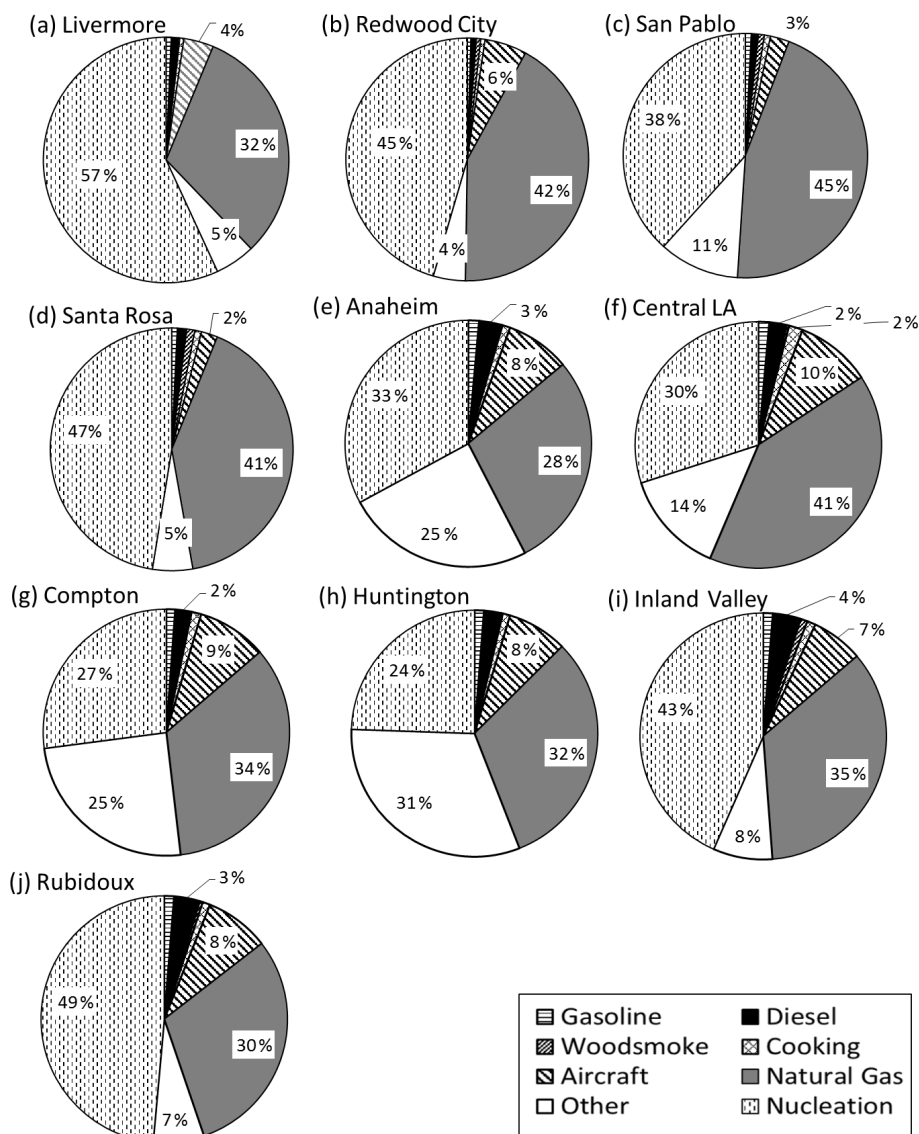 (a) Livermore
4%
32%
5%
57%
(b) Redwood City
6%
42%
4%
45%
(c) San Pablo
3%
45%
11%
38%
(d) Santa Rosa
2%
41%
5%
47%
(e) Anaheim
3%
8%
28%
25%
33%
(f) Central LA
2%
2%
10%
41%
14%
30%
(g) Compton
2%
9%
34%
25%
27%
(h) Huntington
8%
32%
31%
24%
(i) Inland Valley
4%
7%
35%
8%
43%
(j) Rubidoux
3%
8%
30%
7%
49%
Gasoline
Diesel
Woodsmoke
Cooking
Aircraft
Natural Gas
Other
Nucleation